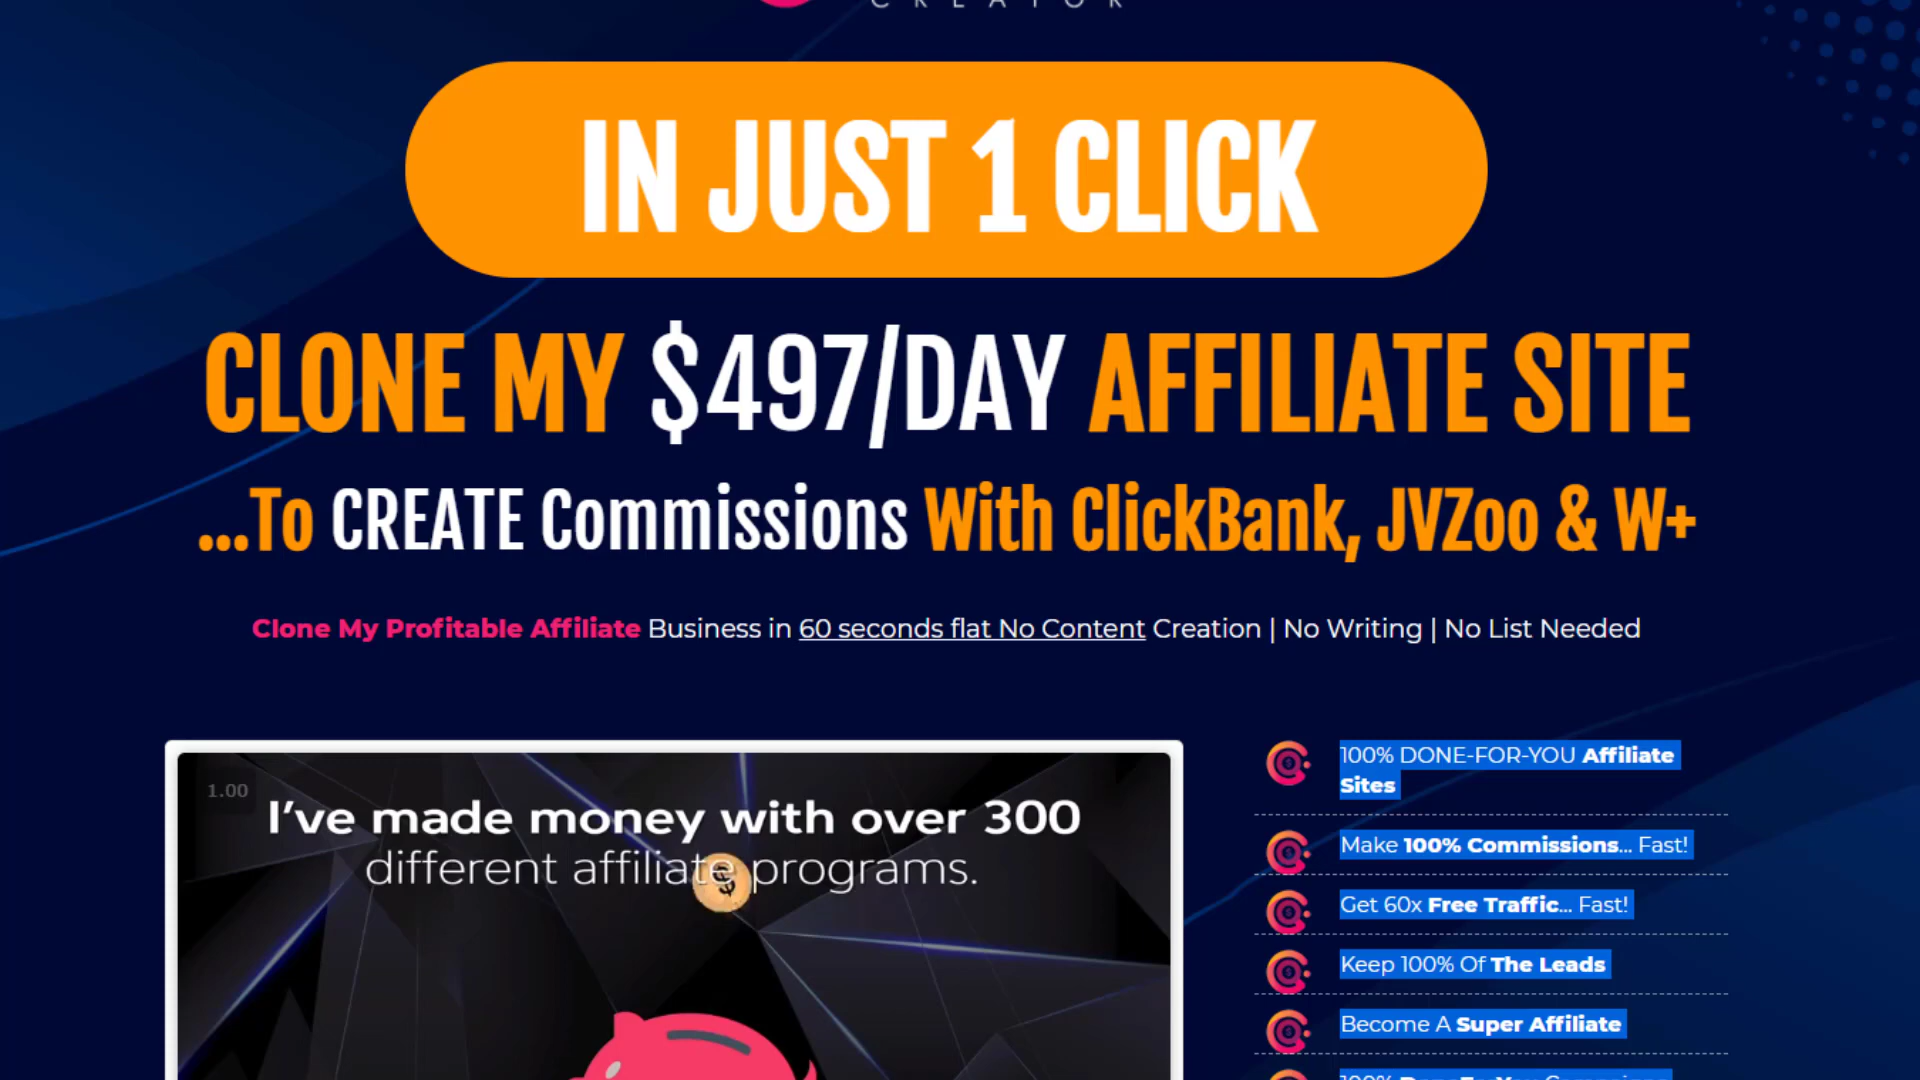 CREATOR
IN JUST 1 CLICK
CLONE MY $497/DAY AFFILIATE SITE
...To CREATE Commissions With ClickBank, JVZoo & W+
Clone My Profitable Affiliate Business in 60 seconds flat No Content Creation | No Writing | No List Needed
1.00
I’ve made money with over 300
different affiliate programs.
100% DONE-FOR-YOU Affiliate
Sites
Make 100% Commissions... Fast!
Get 60x Free Traffic... Fast!
Keep 100% Of The Leads
Become A Super Affiliate